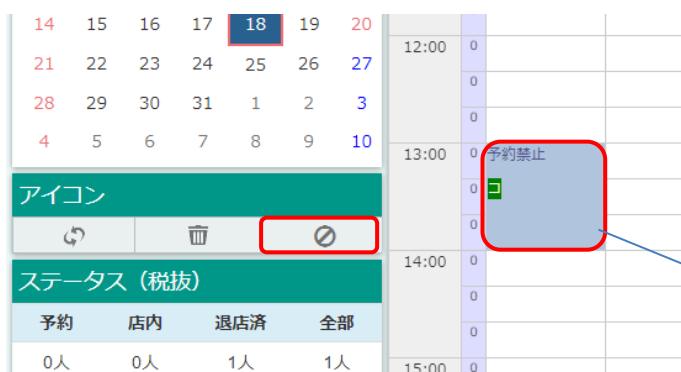 14 15 16 17 18 19 20
21 22 23 24 25 26 27
28 29 30 31 1 2 3
4 5 6 7 8 9 10
アイコン
ステータス（税抜）
予約 店内 退店済 全部
0人 0人 1人 1人
12:00 0
0
0
13:00 0 予約禁止
0 コ
0
14:00 0
0
0
15:00 0